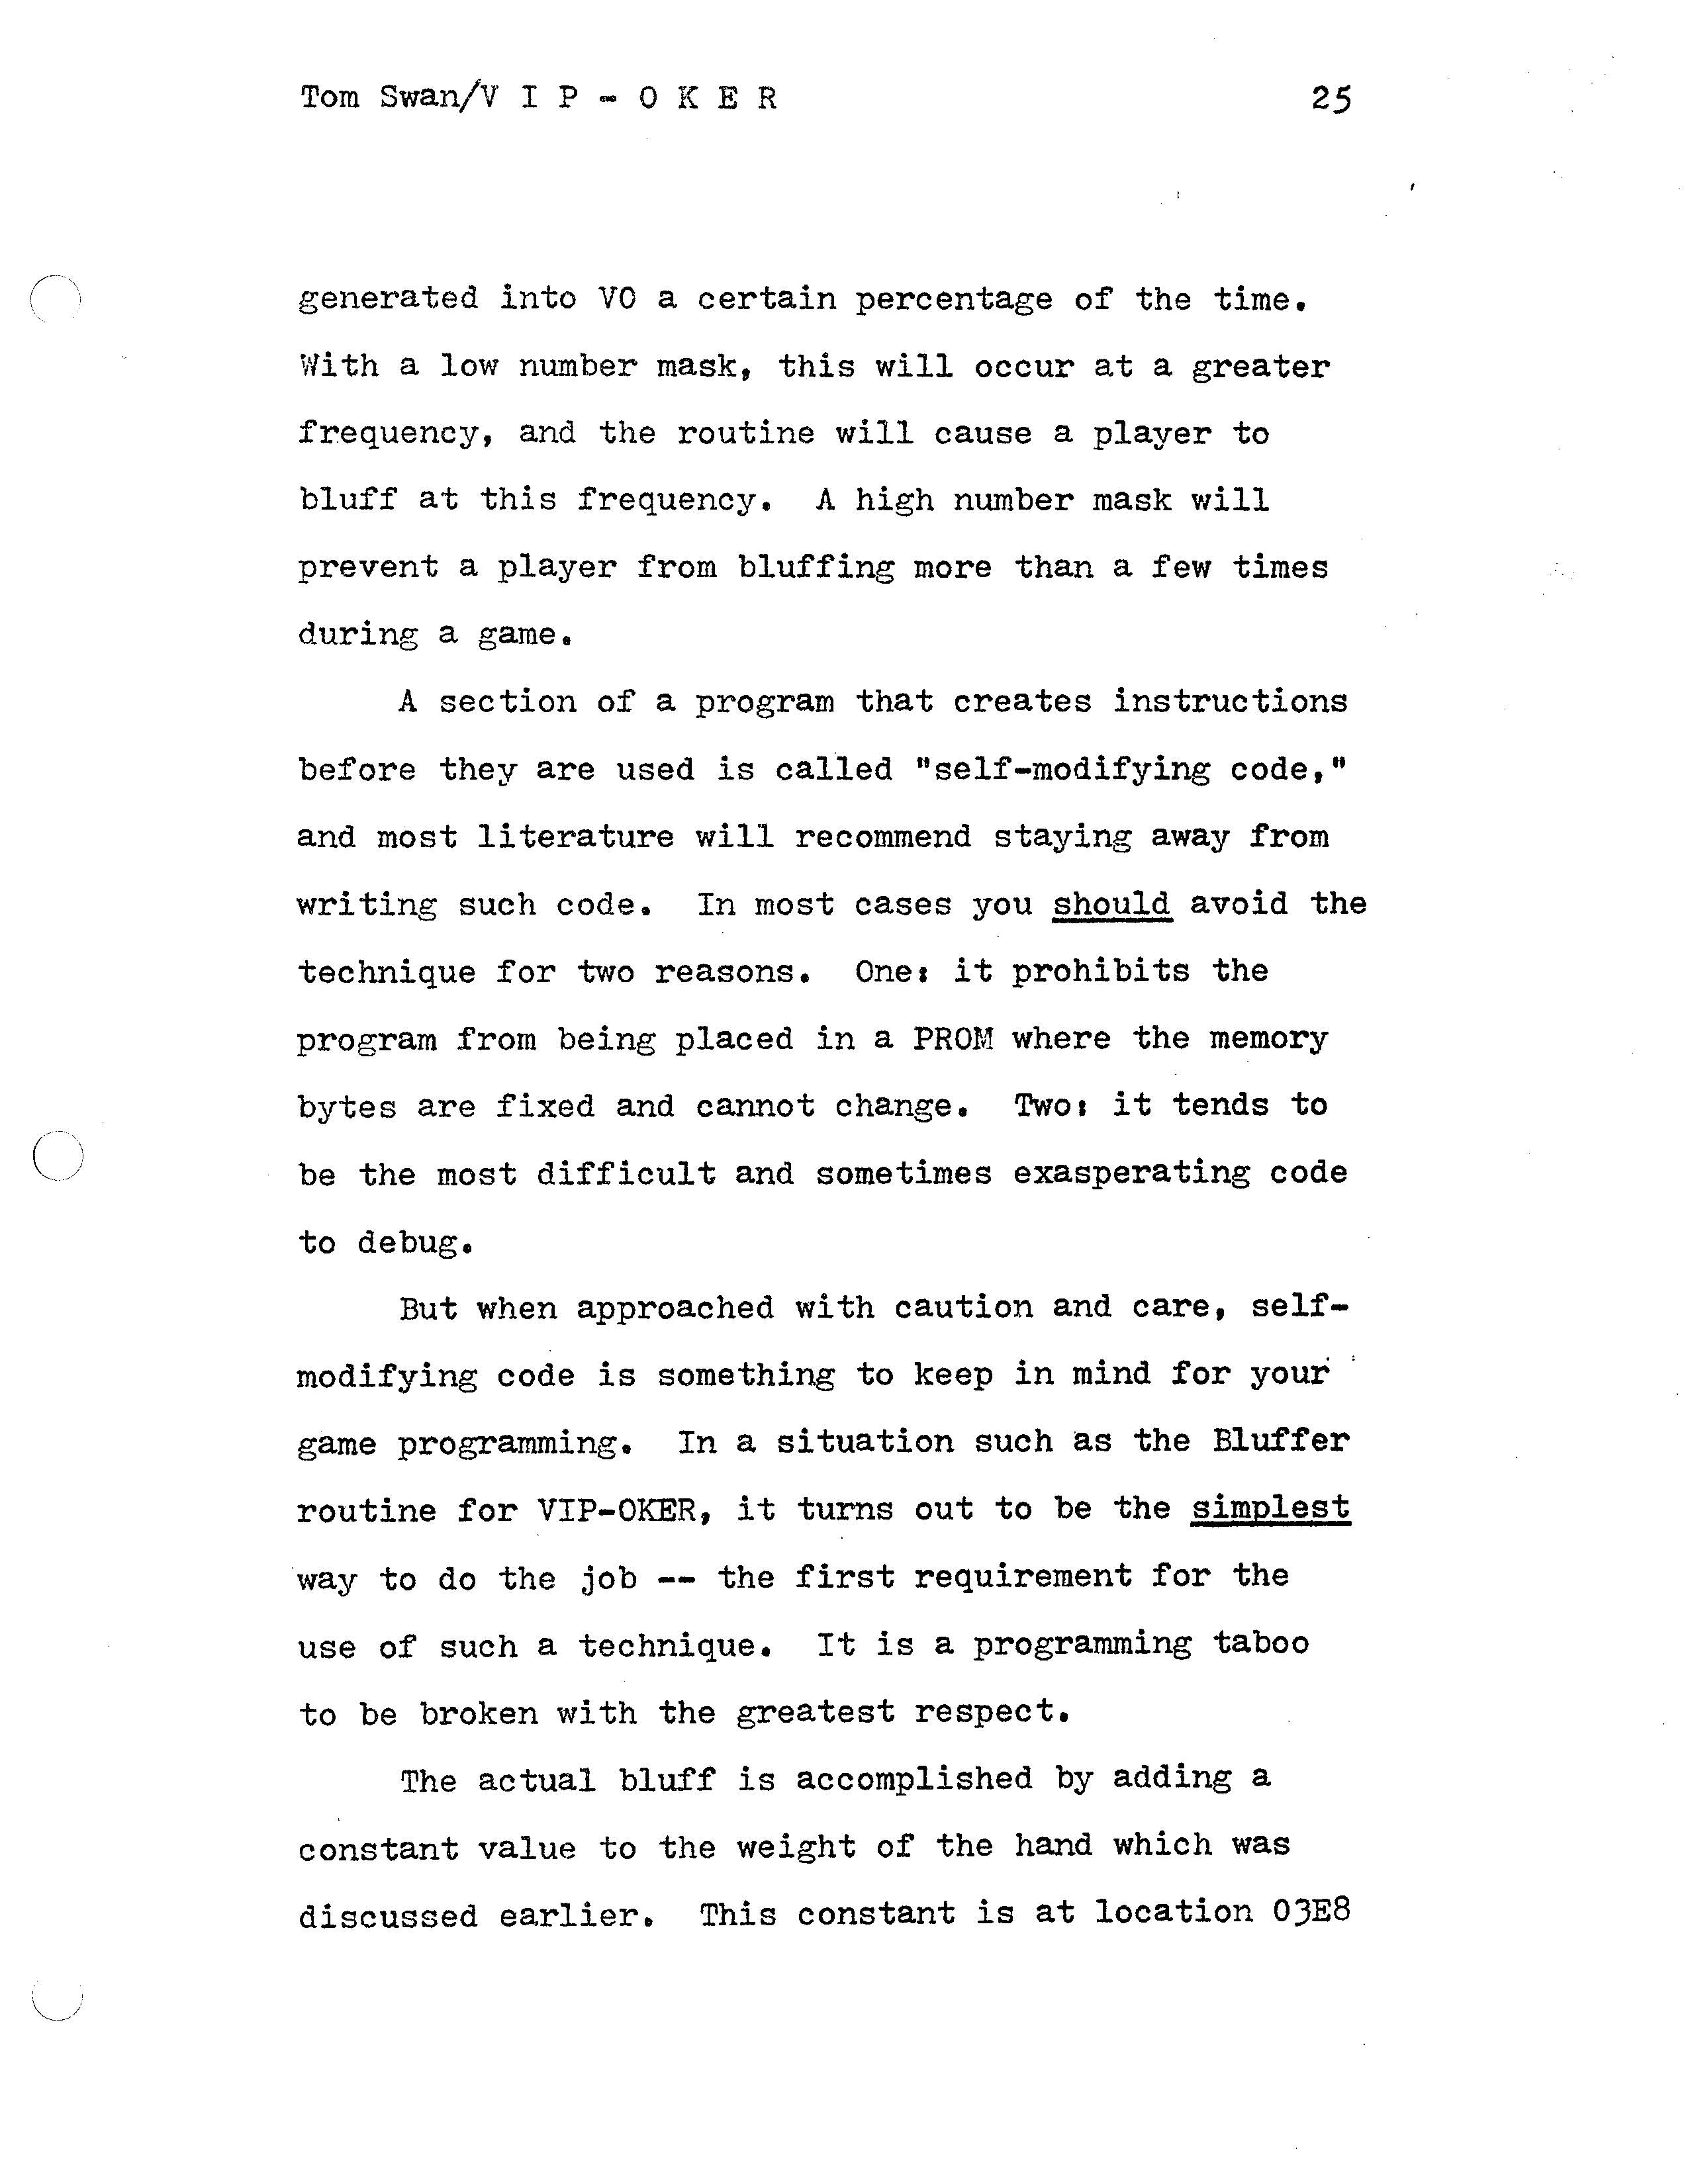 Tom Swan/V I P - O K E R 25
generated into VO a certain percentage of the time.
With a low number mask, this will occur at a greater
frequency, and the routine will cause a player to
bluff at this frequency.  A high number mask will
prevent a player from bluffing more than a few times
during a game.
A section of a program that creates instructions
before they are used is called "self-modifying code,"
and most literature will recommend staying away from
writing such code.  In most cases you should avoid the
technique for two reasons.  One: it prohibits the
program from being placed in a PROM where the memory
bytes are fixed and cannot change.  Two: it tends to
be the most difficult and sometimes exasperating code
to debug.
But when approached with caution and care, self-
modifying code is something to keep in mind for your
game programming.  In a situation such as the Bluffer
routine for VIP-OKER, it turns out to be the simplest
way to do the job -- the first requirement for the
use of such a technique.  It is a programming taboo
to be broken with the greatest respect.
The actual bluff is accomplished by adding a
constant value to the weight of the hand which was
discussed earlier.  This constant is at location 03E8